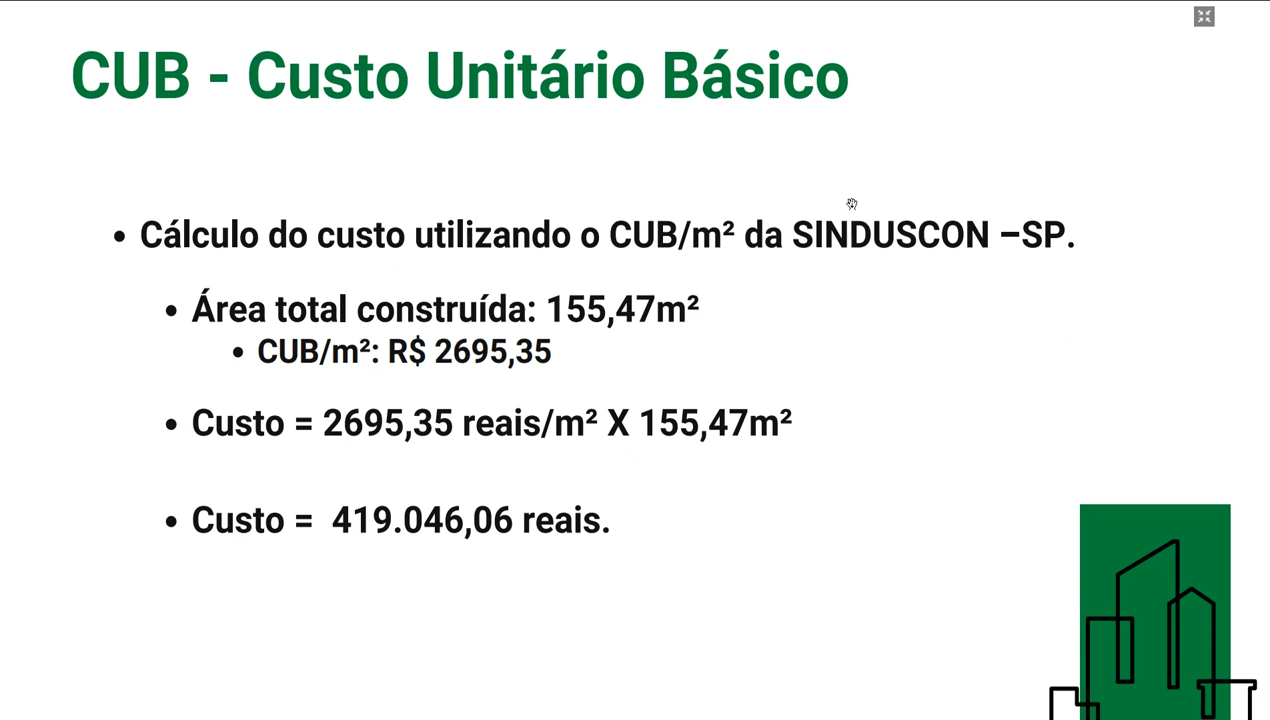 CUB - Custo Unitário Básico
• Cálculo do custo utilizando o CUB/m² da SINDUSCON –SP.
• Área total construída: 155,47m²
• CUB/m²: R$ 2695,35
• Custo = 2695,35 reais/m² X 155,47m²
• Custo = 419.046,06 reais.